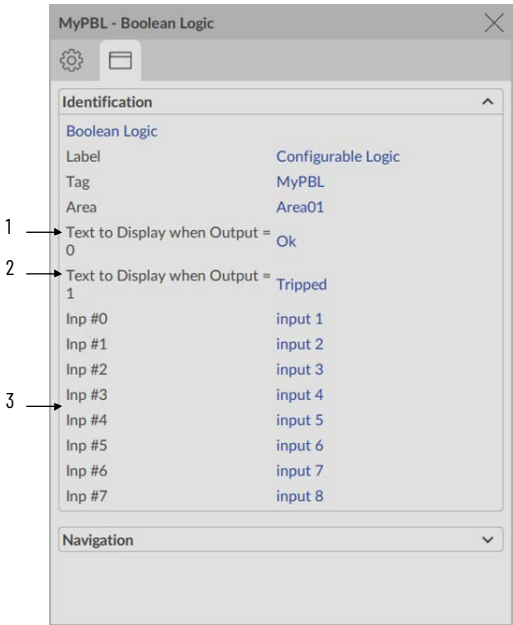 MyPBL - Boolean Logic
Identification
Boolean Logic
Label Configurable Logic
Tag MyPBL
Area Area01
1 Text to Display when Output =
0 Ok
2 Text to Display when Output =
1 Tripped
Inp #0 input 1
Inp #1 input 2
Inp #2 input 3
3 Inp #3 input 4
Inp #4 input 5
Inp #5 input 6
Inp #6 input 7
Inp #7 input 8
Navigation